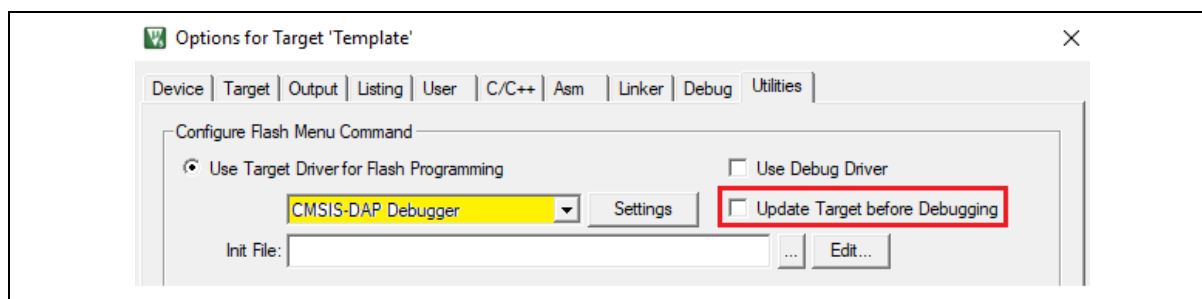 Options for Target 'Template'
Device Target Output Listing User C/C++ Asm Linker Debug Utilities
Configure Flash Menu Command
Use Target Driver for Flash Programming Use Debug Driver
CMSIS-DAP Debugger Settings Update Target before Debugging
Init File: ... Edit...